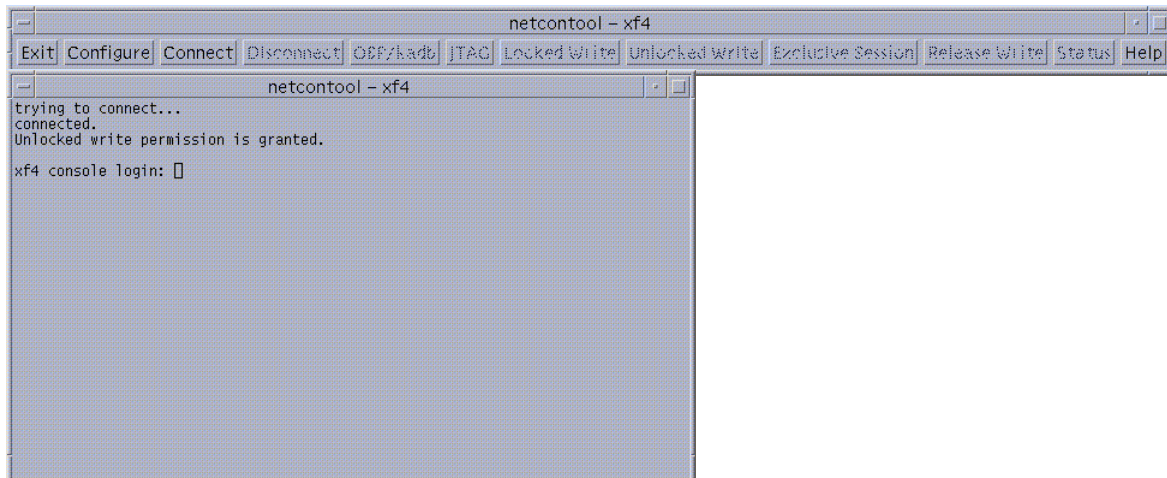 netcontool – xf4
Exit Configure Connect Disconnect OBP/kadb JTAG Locked Write Unlocked Write Exclusive Session Release Write Status Help
netcontool – xf4
trying to connect...
connected.
Unlocked write permission is granted.
xf4 console login: